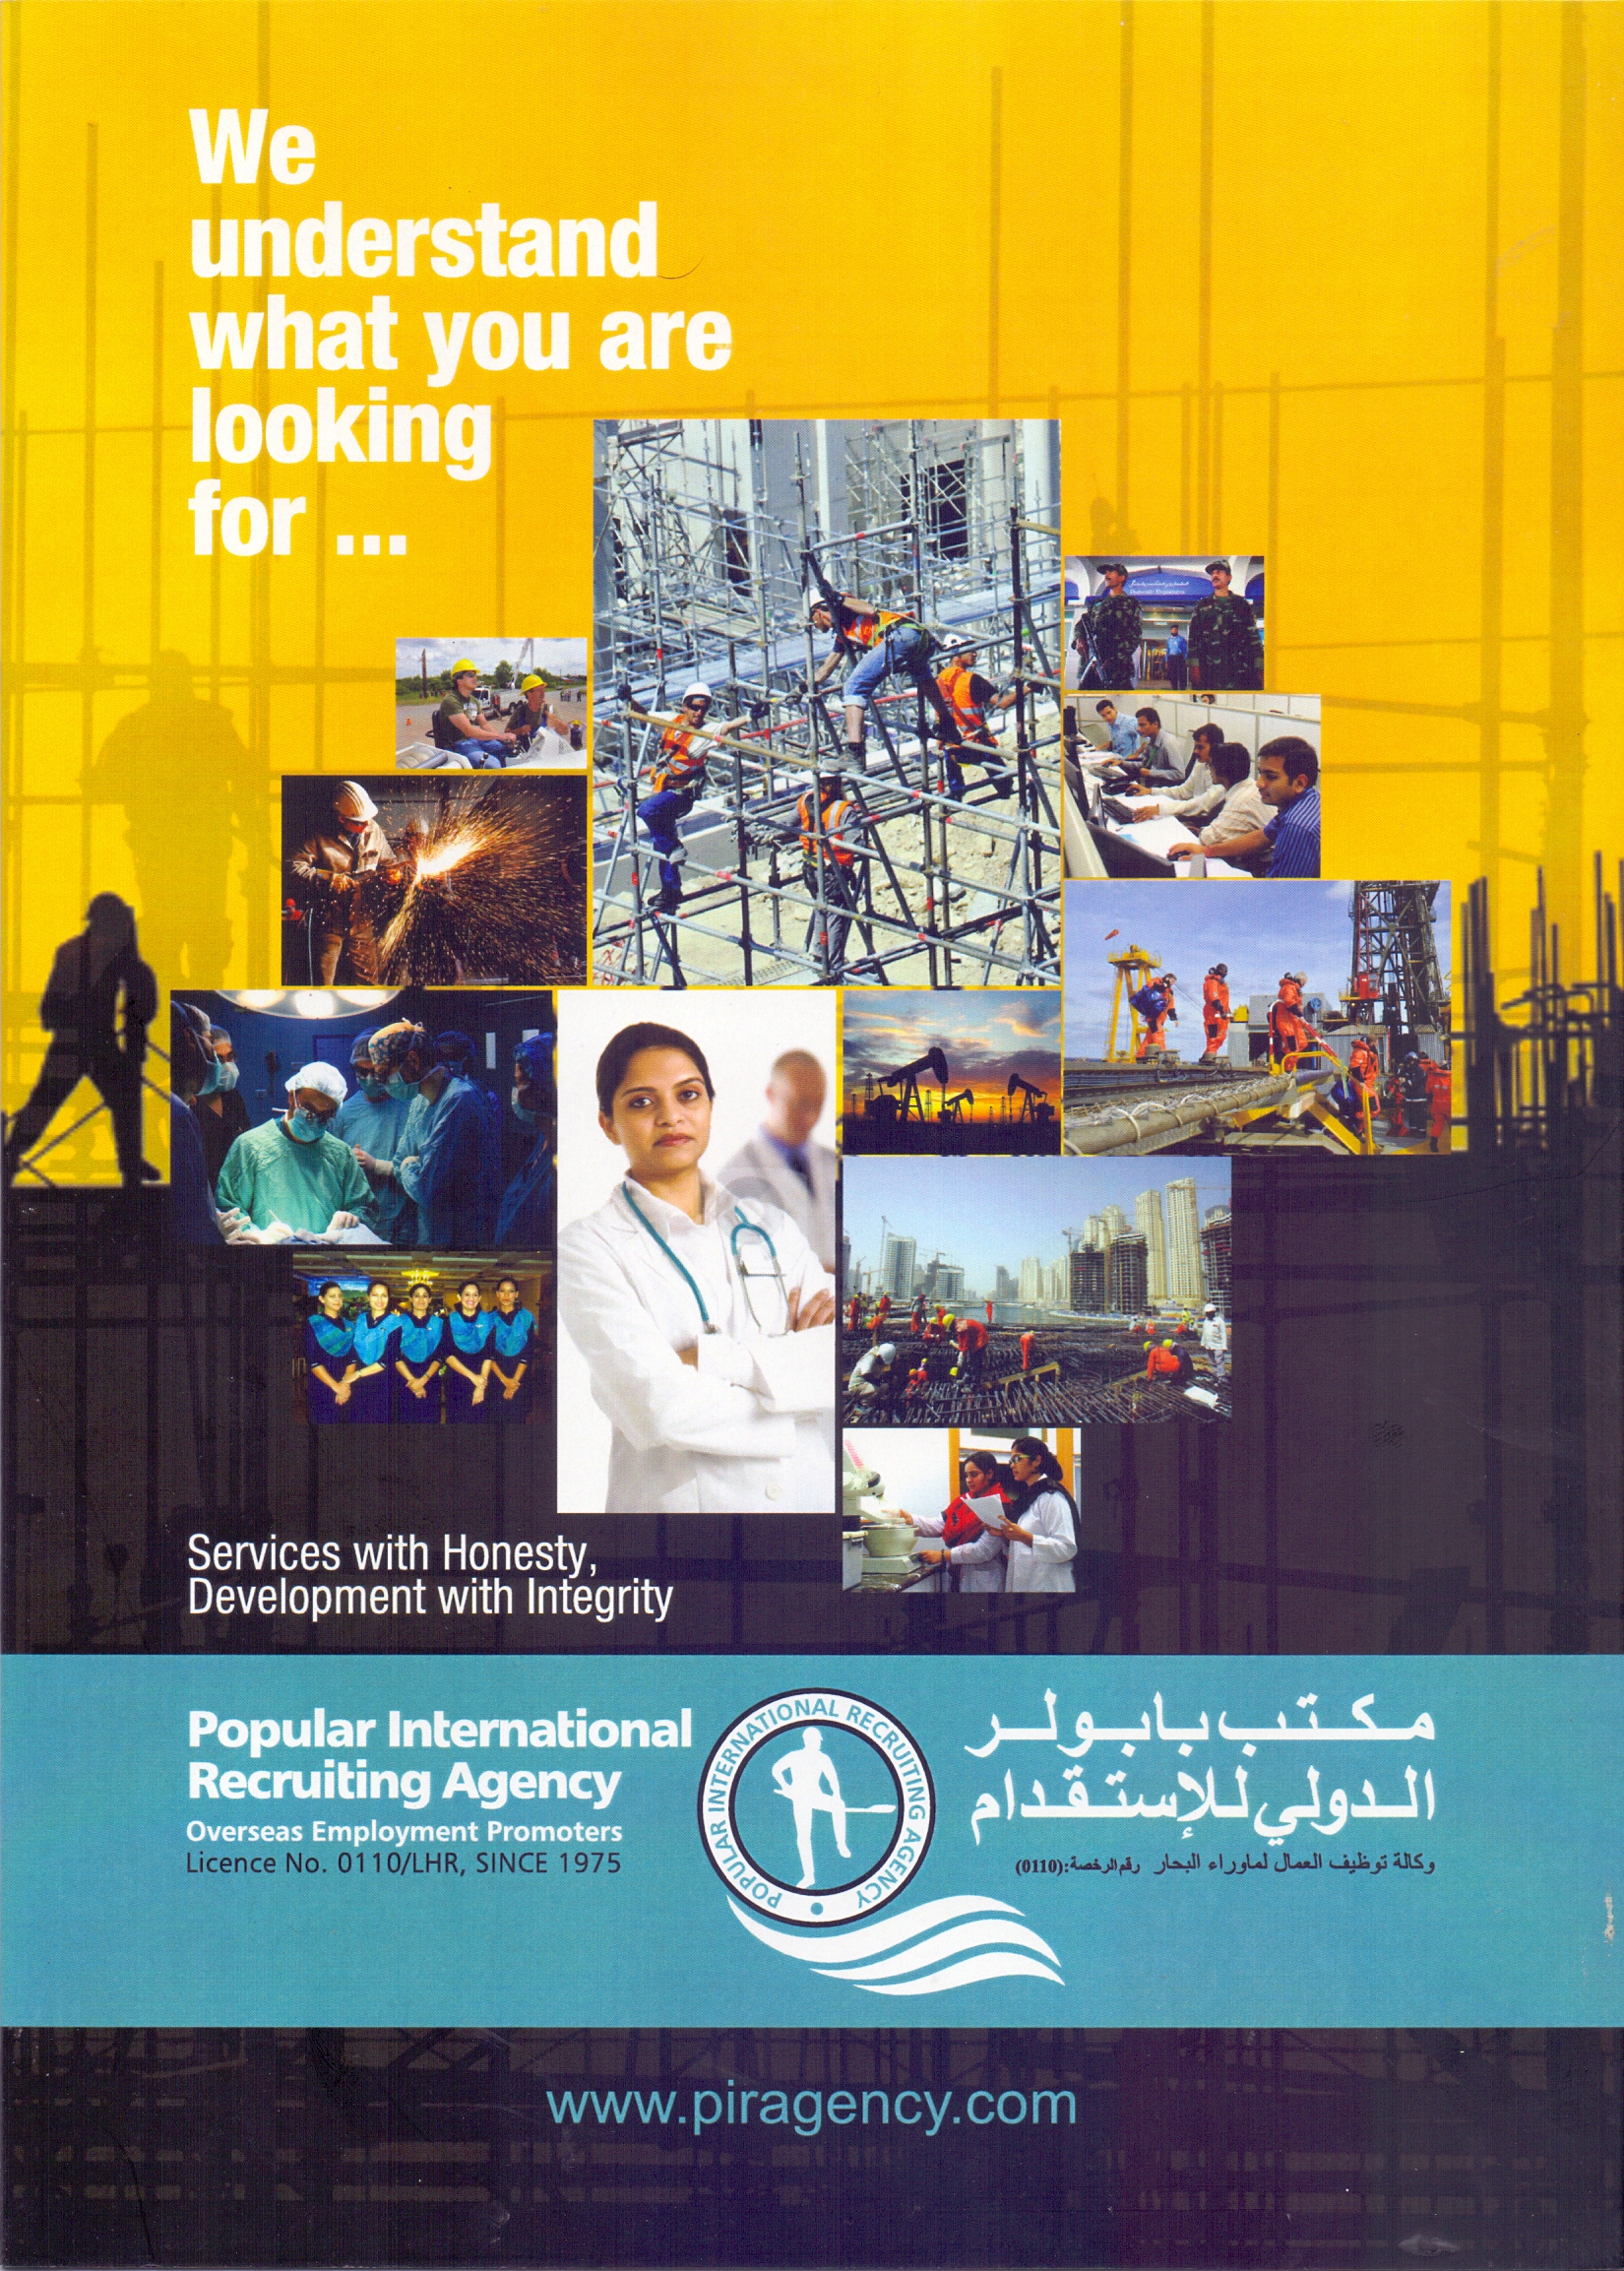 We
understand
what you are
looking
for ...
Services with Honesty,
Development with Integrity
Popular International
Recruiting Agency
Overseas Employment Promoters
Licence No. 0110/LHR, SINCE 1975
POPULAR INTERNATIONAL RECRUITING AGENCY
مكتب بابولر
الدولي للإستقدام
وكالة توظيف العمال لماوراء البحار رقم الرخصة: (0110)
www.piragency.com